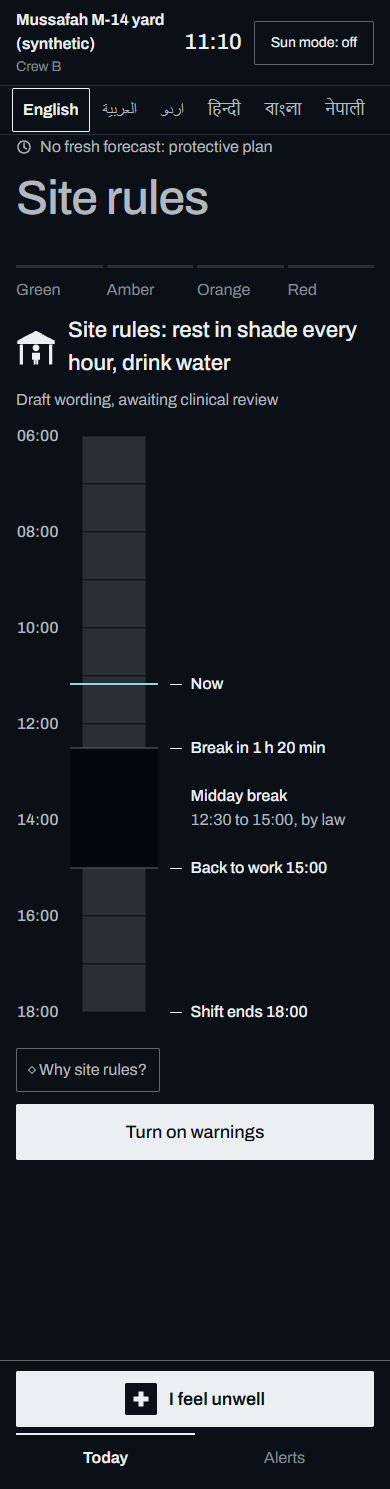 Mussafah M-14 yard
(synthetic)
Crew B
11:10
Sun mode: off
English
العربية
اردو
हिन्दी
বাংলা
नेपाली
No fresh forecast: protective plan
Site rules
Green
Amber
Orange
Red
Site rules: rest in shade every
hour, drink water
Draft wording, awaiting clinical review
06:00
08:00
10:00
Now
12:00
Break in 1 h 20 min
Midday break
14:00
12:30 to 15:00, by law
Back to work 15:00
16:00
18:00
Shift ends 18:00
Why site rules?
Turn on warnings
I feel unwell
Today
Alerts